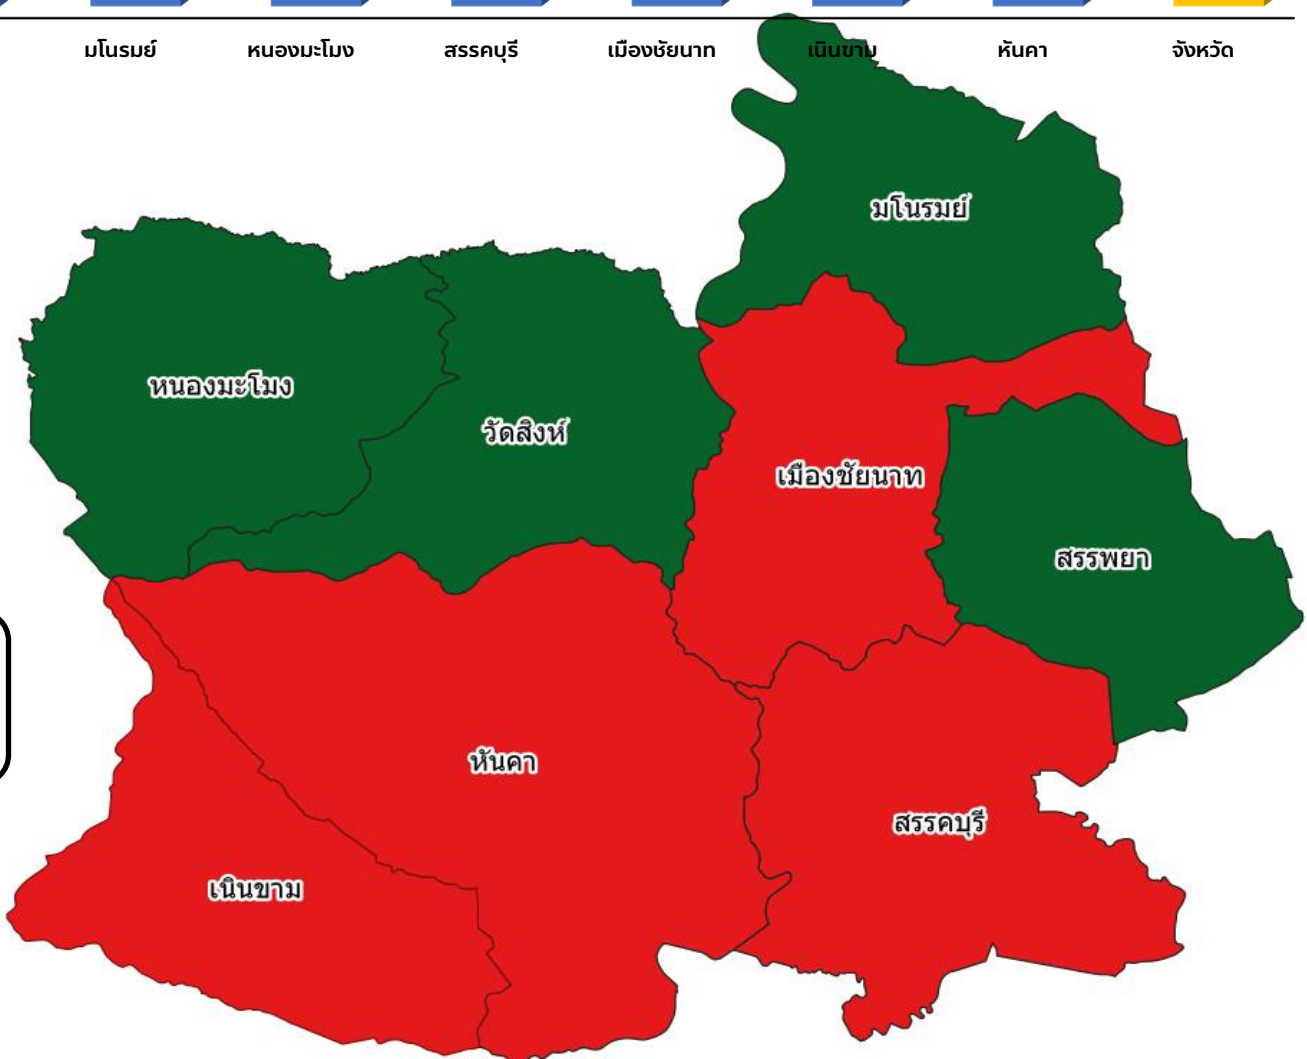 มโนรมย์ หนองมะโมง สรรคบุรี เมืองชัยนาท เนินขาม หันคา จังหวัด
มโนรมย์
หนองมะโมง
วัดสิงห์
เมืองชัยนาท
สรรพยา
หันคา
สรรคบุรี
เนินขาม